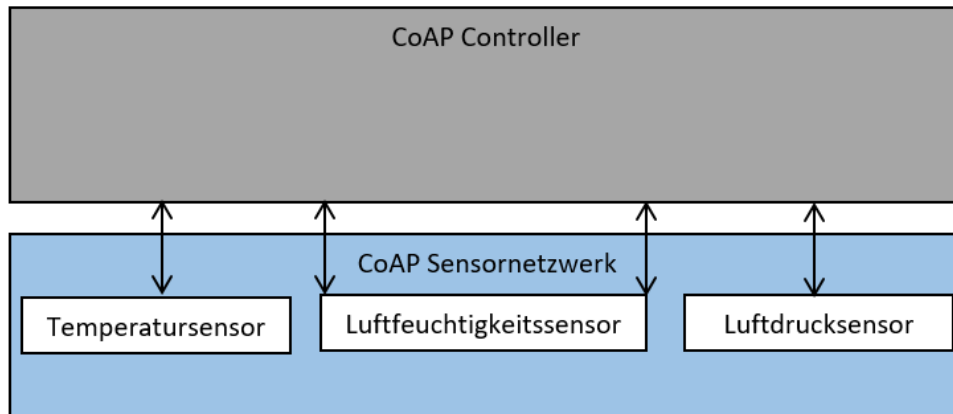 CoAP Controller
CoAP Sensornetzwerk
Temperatursensor
Luftfeuchtigkeitssensor
Luftdrucksensor